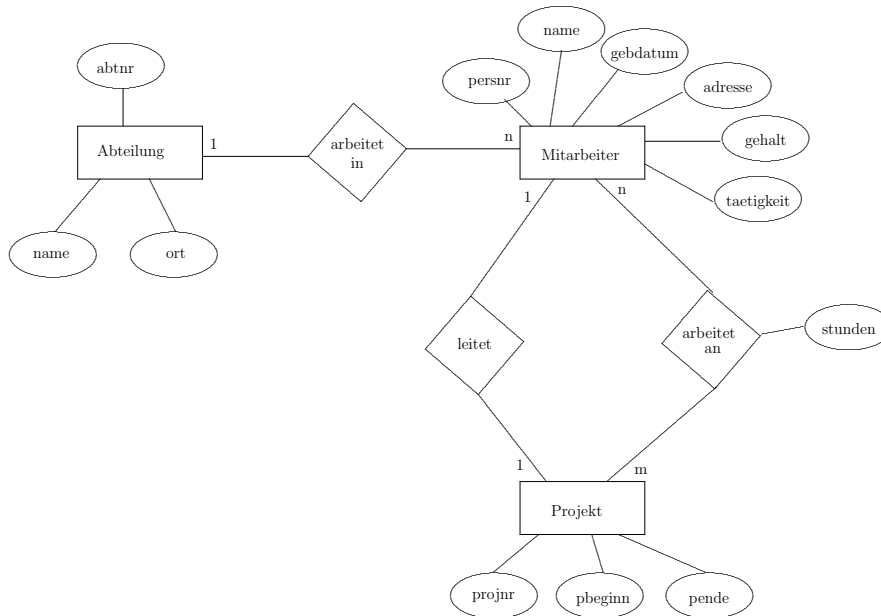 name
gebdatum
abtnr
persnr
adresse
1
n
gehalt
Abteilung
arbeitet
in
Mitarbeiter
n
1
taetigkeit
name
ort
stunden
leitet
arbeitet
an
1
m
Projekt
projnr
pbeginn
pende